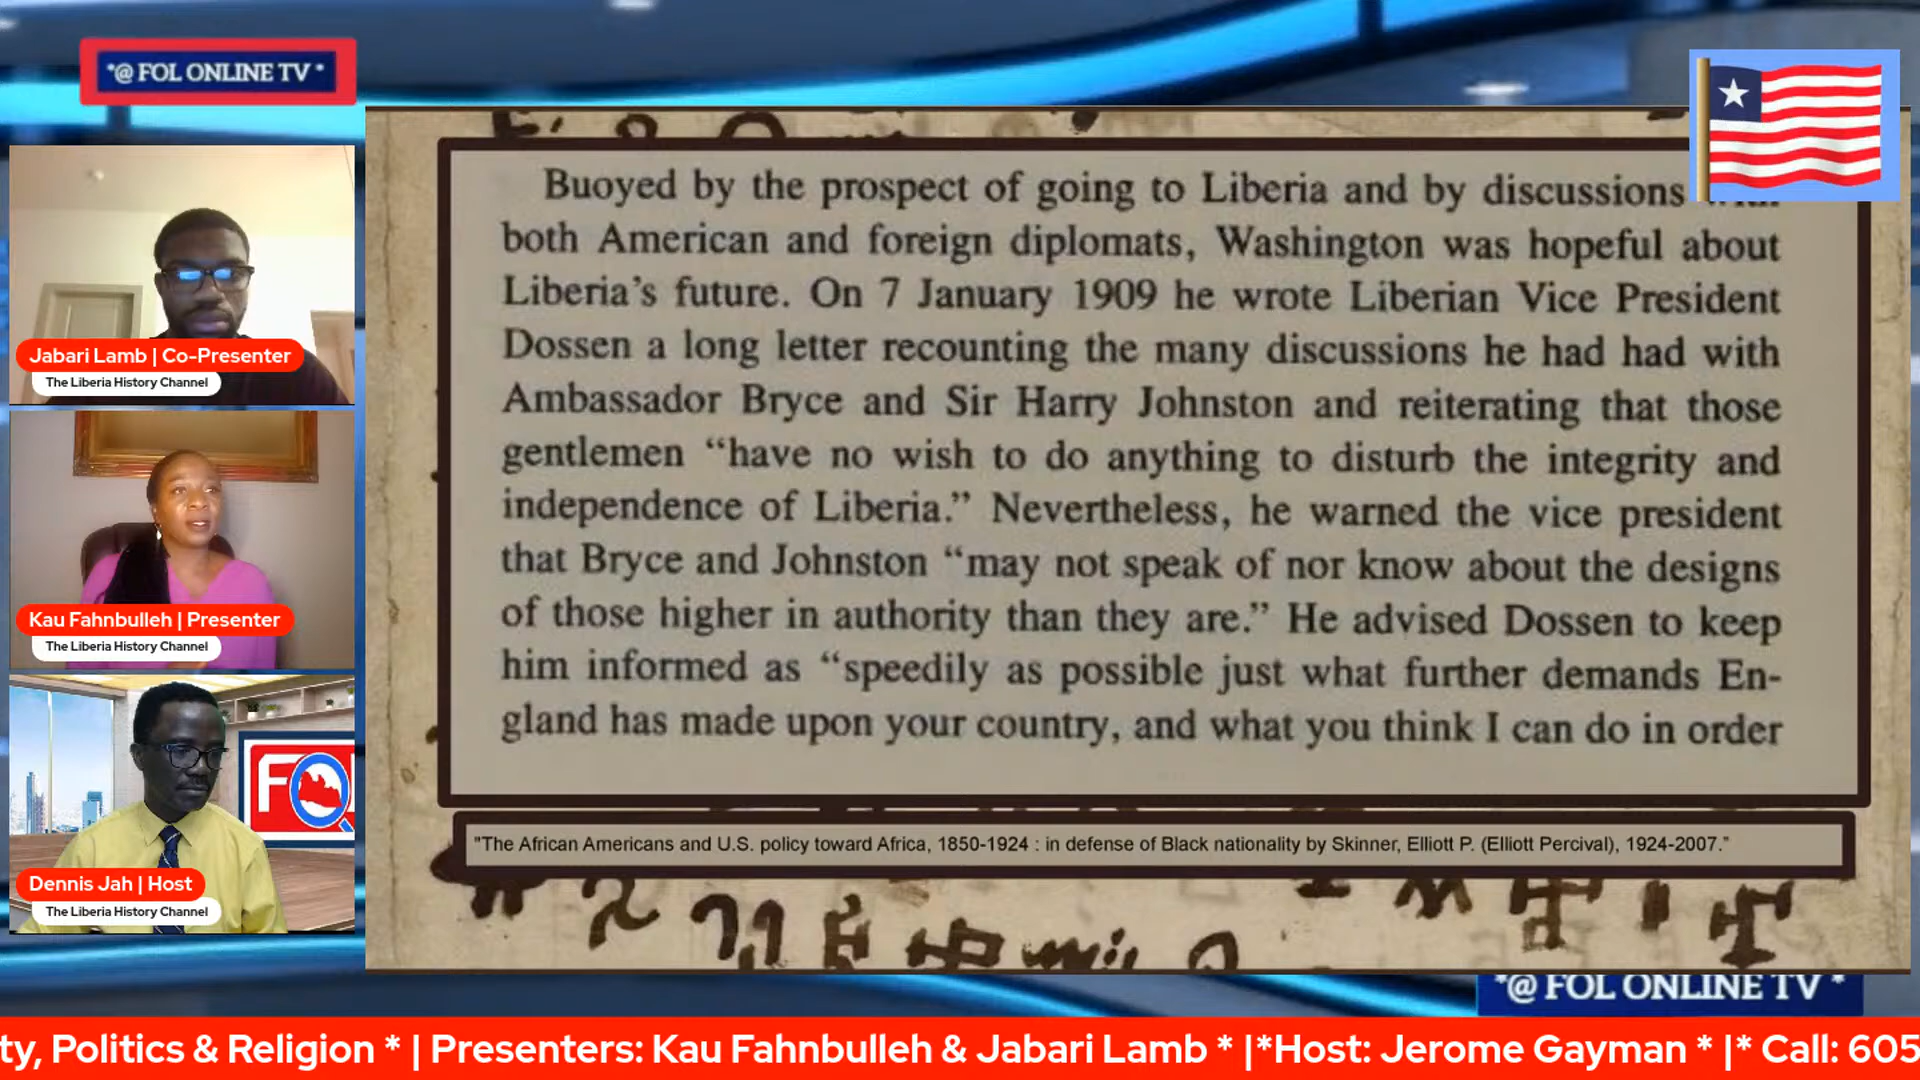 *@ FOL ONLINE TV *
Jabari Lamb | Co-Presenter
The Liberia History Channel
Kau Fahnbulleh | Presenter
The Liberia History Channel
Dennis Jah | Host
The Liberia History Channel
Buoyed by the prospect of going to Liberia and by discussions
both American and foreign diplomats, Washington was hopeful about
Liberia’s future. On 7 January 1909 he wrote Liberian Vice President
Dossen a long letter recounting the many discussions he had had with
Ambassador Bryce and Sir Harry Johnston and reiterating that those
gentlemen “have no wish to do anything to disturb the integrity and
independence of Liberia.” Nevertheless, he warned the vice president
that Bryce and Johnston “may not speak of nor know about the designs
of those higher in authority than they are.” He advised Dossen to keep
him informed as “speedily as possible just what further demands En-
gland has made upon your country, and what you think I can do in order
"The African Americans and U.S. policy toward Africa, 1850-1924 : in defense of Black nationality by Skinner, Elliott P. (Elliott Percival), 1924-2007."
*@ FOL ONLINE TV *
ty, Politics & Religion * | Presenters: Kau Fahnbulleh & Jabari Lamb * |*Host: Jerome Gayman * |* Call: 605